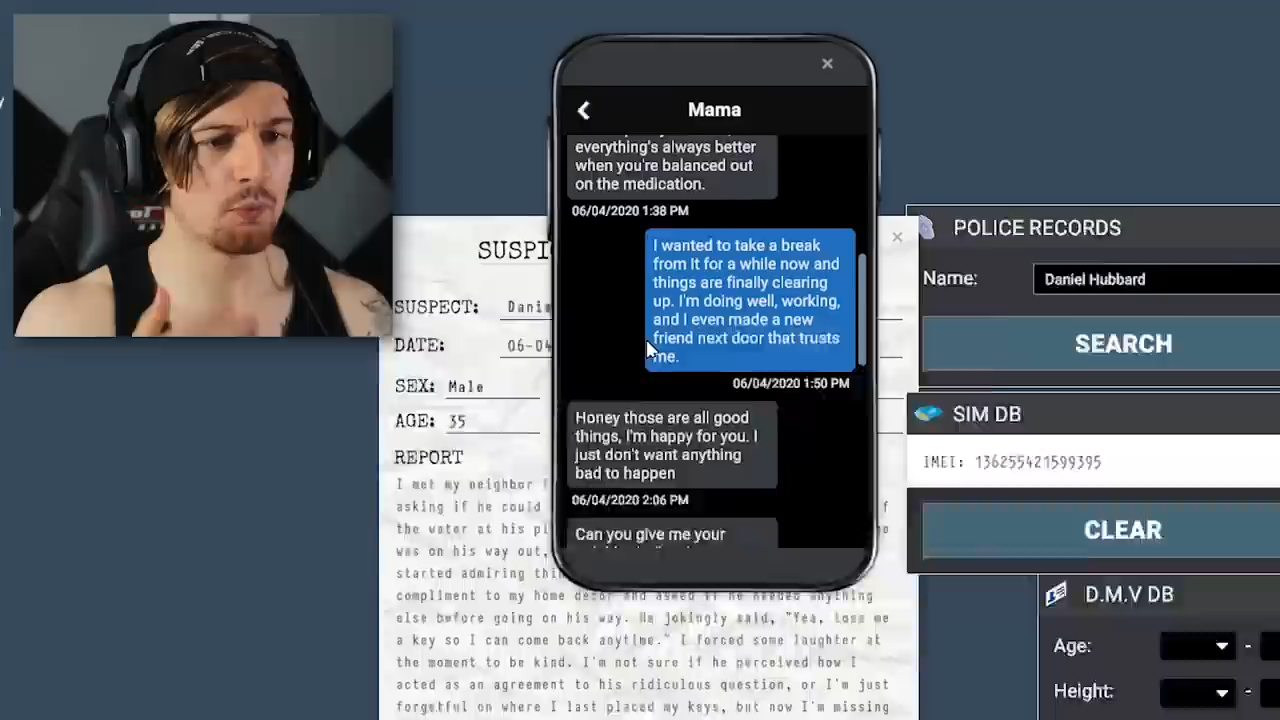 Mama
everything's always better
when you're balanced out
on the medication.
06/04/2020 1:38 PM
I wanted to take a break
from it for a while now and
things are finally clearing
up. I'm doing well, working,
and I even made a new
friend next door that trusts
me.
06/04/2020 1:50 PM
Honey those are all good
things, I'm happy for you. I
just don't want anything
bad to happen
06/04/2020 2:06 PM
Can you give me your
SUSPI
SUSPECT: Danie
DATE: 06-04
SEX: Male
AGE: 35
REPORT
I met my neighbor
asking if he could
the water at his
was on his way out,
started admiring
compliment to my home decor and asked if he needed anything
else before going on his way. He jokingly said, "Yea, lose me
a key so I can come back anytime." I forced some laughter at
the moment to be kind. I'm not sure if he perceived how I
acted as an agreement to his ridiculous question, or I'm just
forgetful on where I last placed my keys, but now I'm missing
POLICE RECORDS
Name: Daniel Hubbard
SEARCH
SIM DB
IMEI: 136255421599395
CLEAR
D.M.V DB
Age: -
Height: -